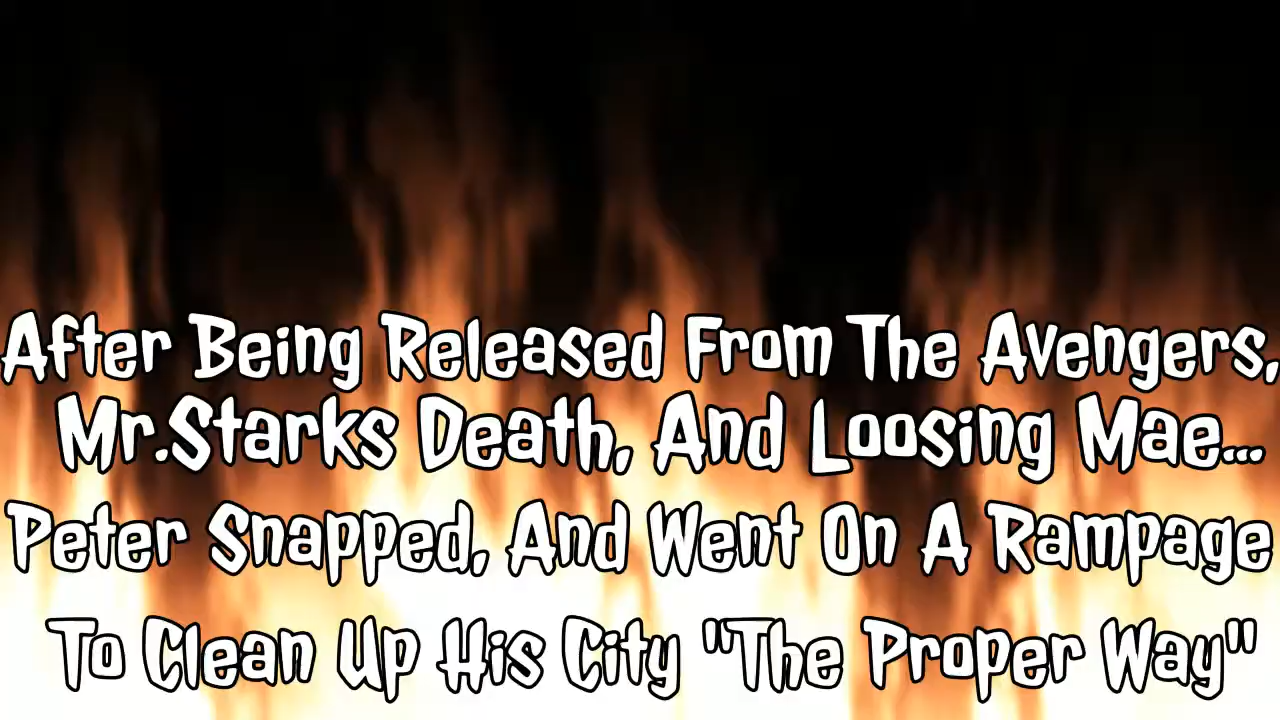 After Being Released From The Avengers,
Mr.Starks Death, And Loosing Mae...
Peter Snapped, And Went On A Rampage
To Clean Up His City "The Proper Way"